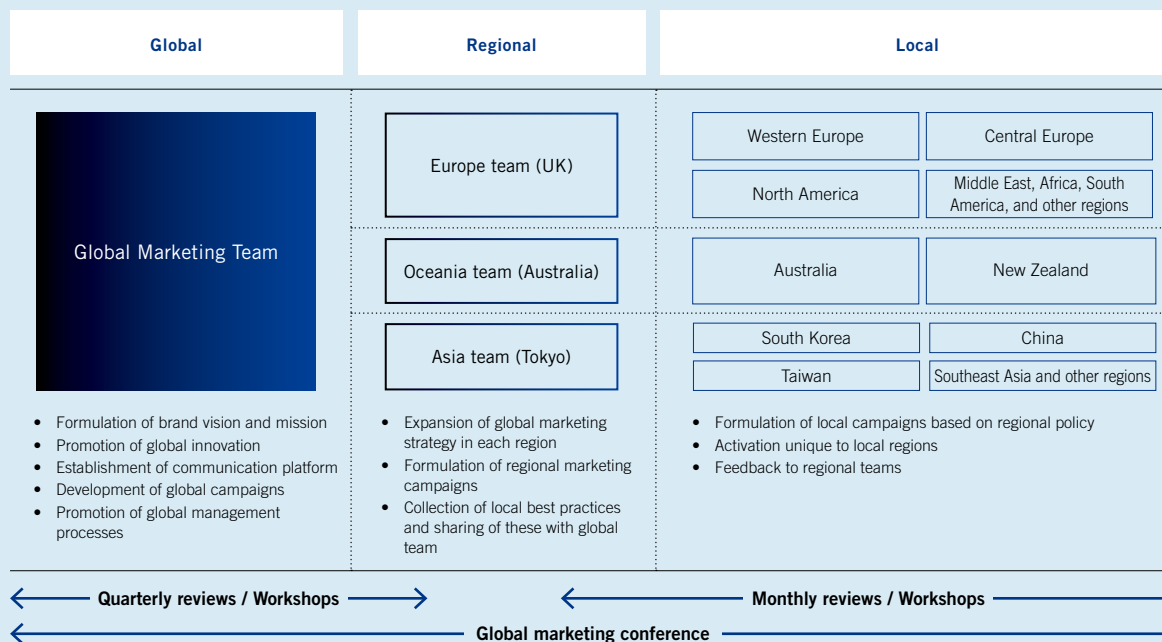 Global
Regional
Local
Global Marketing Team
Europe team (UK)
Oceania team (Australia)
Asia team (Tokyo)
Western Europe
Central Europe
North America
Middle East, Africa, South
America, and other regions
Australia
New Zealand
South Korea
China
Taiwan
Southeast Asia and other regions
• Formulation of brand vision and mission
• Promotion of global innovation
• Establishment of communication platform
• Development of global campaigns
• Promotion of global management
processes
• Expansion of global marketing
strategy in each region
• Formulation of regional marketing
campaigns
• Collection of local best practices
and sharing of these with global
team
• Formulation of local campaigns based on regional policy
• Activation unique to local regions
• Feedback to regional teams
Quarterly reviews / Workshops
Monthly reviews / Workshops
Global marketing conference